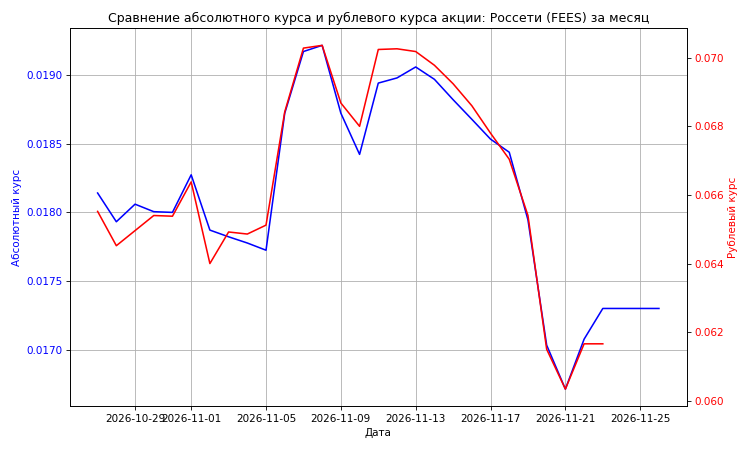 Сравнение абсолютного курса и рублевого курса акции: Россети (FEES) за месяц
Абсолютный курс
0.0190
0.0185
0.0180
0.0175
0.0170
0.070
0.068
0.066
0.064
0.062
0.060
Рублевый курс
2026-10-29 2026-11-01 2026-11-05 2026-11-09 2026-11-13 2026-11-17 2026-11-21 2026-11-25
Дата